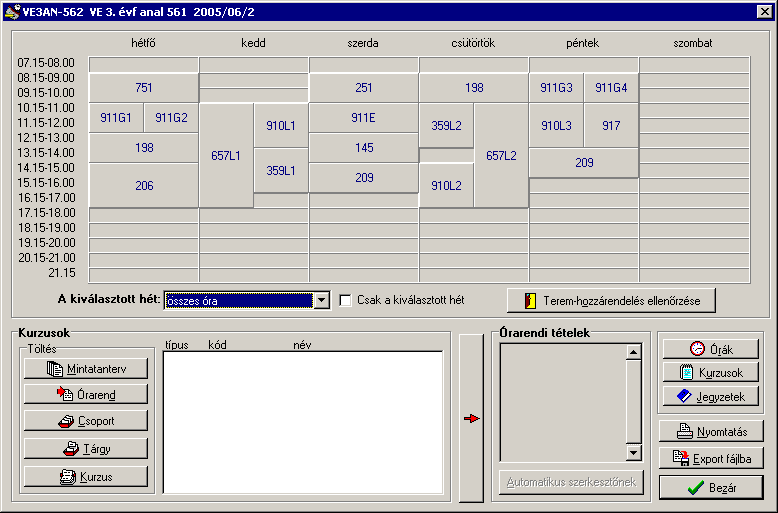 VE3AN-562 VE 3. évf anal 561 2005/06/2
hétfő kedd szerda csütörtök péntek szombat
07.15-08.00
08.15-09.00
751 251 198 911G3 911G4
09.15-10.00
10.15-11.00
911G1 911G2 911E
11.15-12.00
910L1 359L2 910L3 917
12.15-13.00
198 145
13.15-14.00
657L1 657L2
14.15-15.00
359L1 209 209
15.15-16.00
206 910L2
16.15-17.00
17.15-18.00
18.15-19.00
19.15-20.00
20.15-21.00
21.15
A kiválasztott hét: összes óra Csak a kiválasztott hét Terem-hozzárendelés ellenőrzése
Kurzusok
Töltés
Mintatanterv
Órarend
Csoport
Tárgy
Kurzus
típus kód név
Órarendi tételek
Automatikus szerkesztőnek
Órák
Kurzusok
Jegyzetek
Nyomtatás
Export fájlba
Bezár